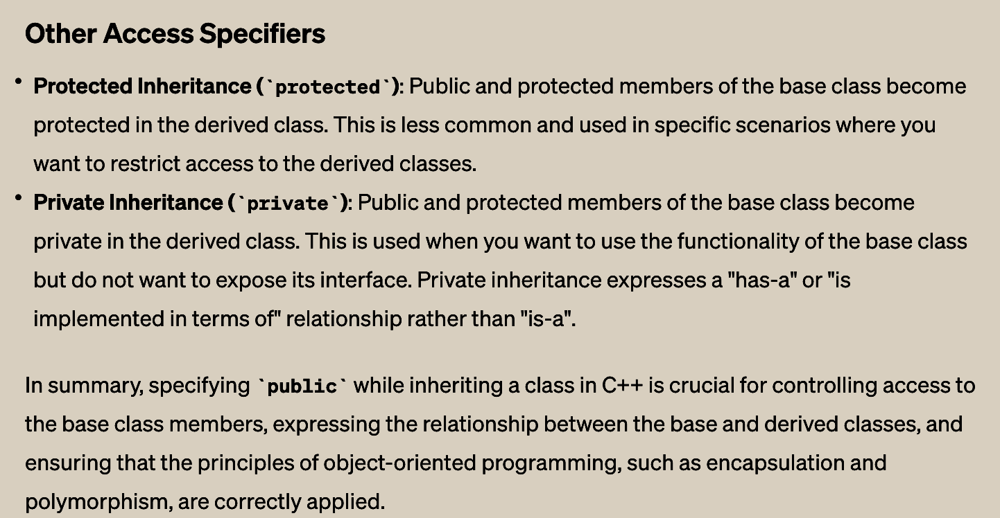 Other Access Specifiers
• Protected Inheritance (`protected`): Public and protected members of the base class become
protected in the derived class. This is less common and used in specific scenarios where you
want to restrict access to the derived classes.
• Private Inheritance (`private`): Public and protected members of the base class become
private in the derived class. This is used when you want to use the functionality of the base class
but do not want to expose its interface. Private inheritance expresses a "has-a" or "is
implemented in terms of" relationship rather than "is-a".
In summary, specifying `public` while inheriting a class in C++ is crucial for controlling access to
the base class members, expressing the relationship between the base and derived classes, and
ensuring that the principles of object-oriented programming, such as encapsulation and
polymorphism, are correctly applied.